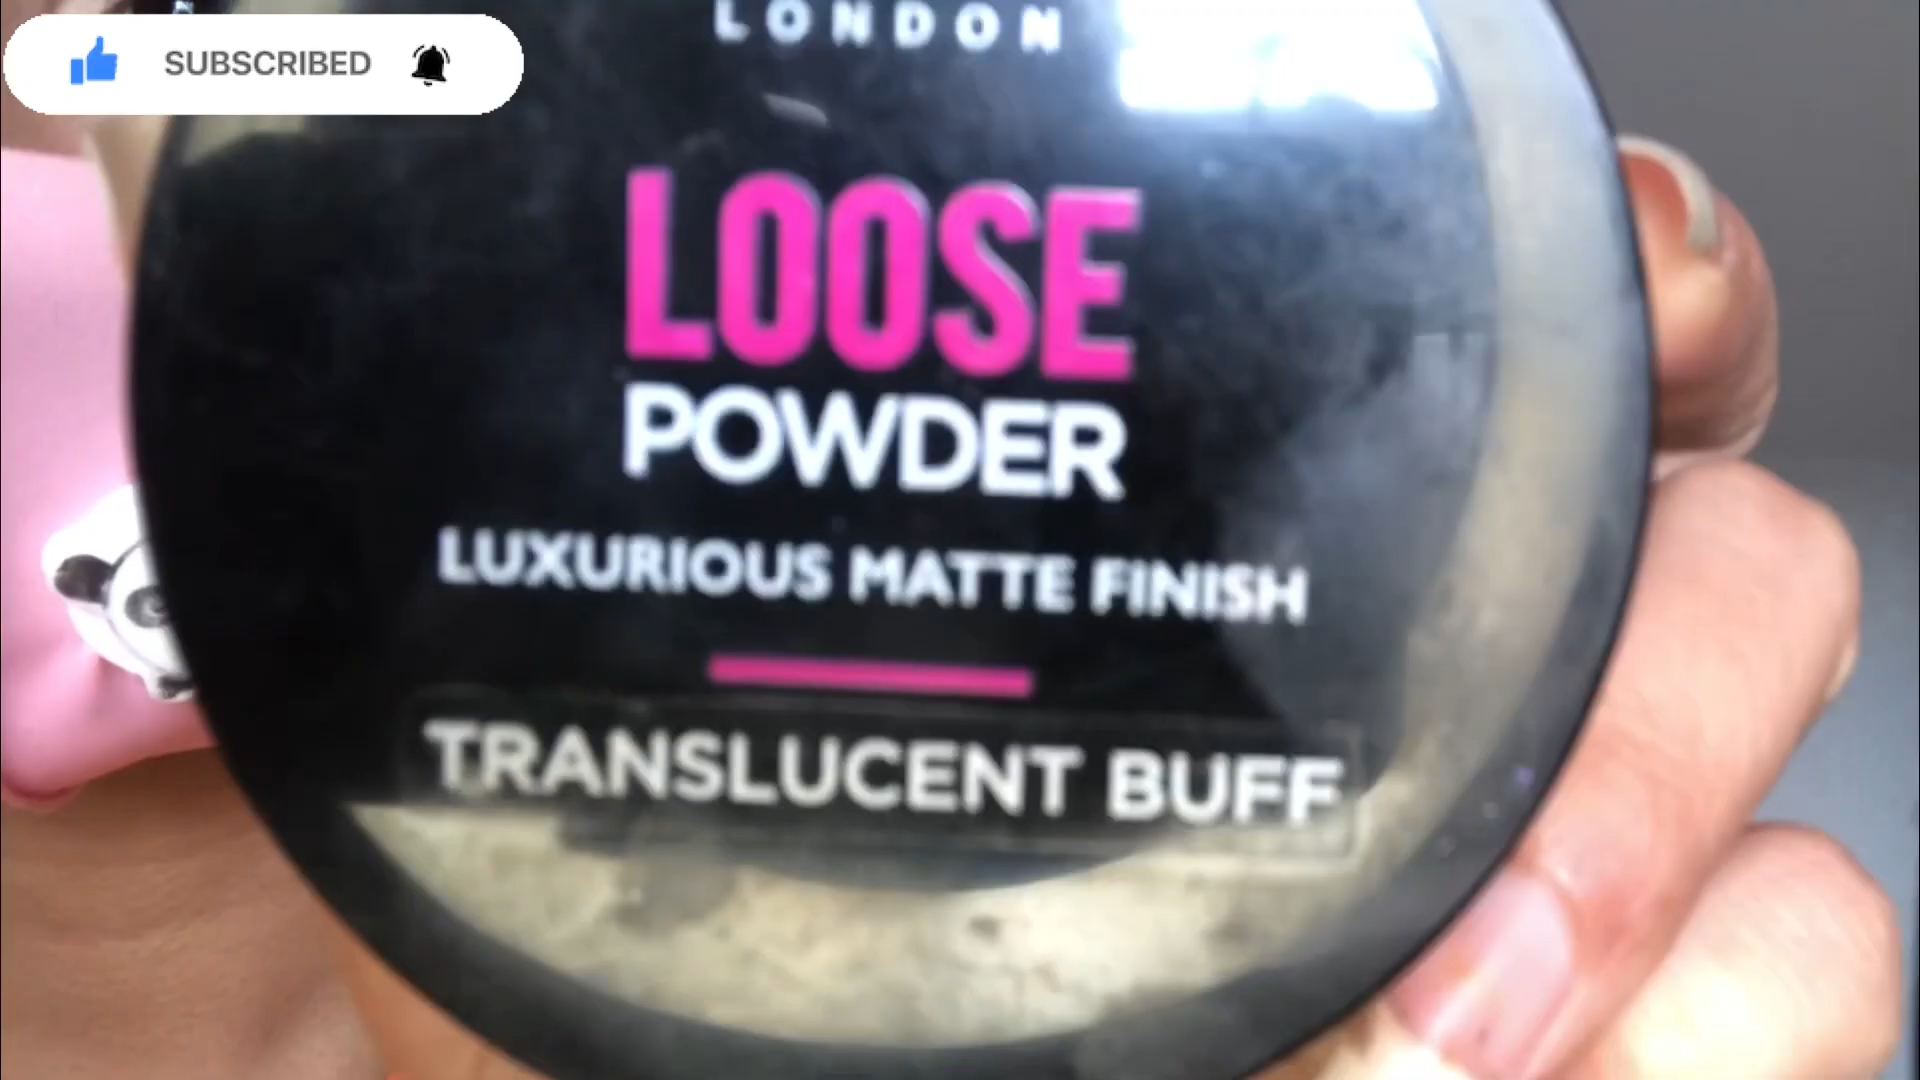 SUBSCRIBED
LONDON
LOOSE
POWDER
LUXURIOUS MATTE FINISH
TRANSLUCENT BUFF